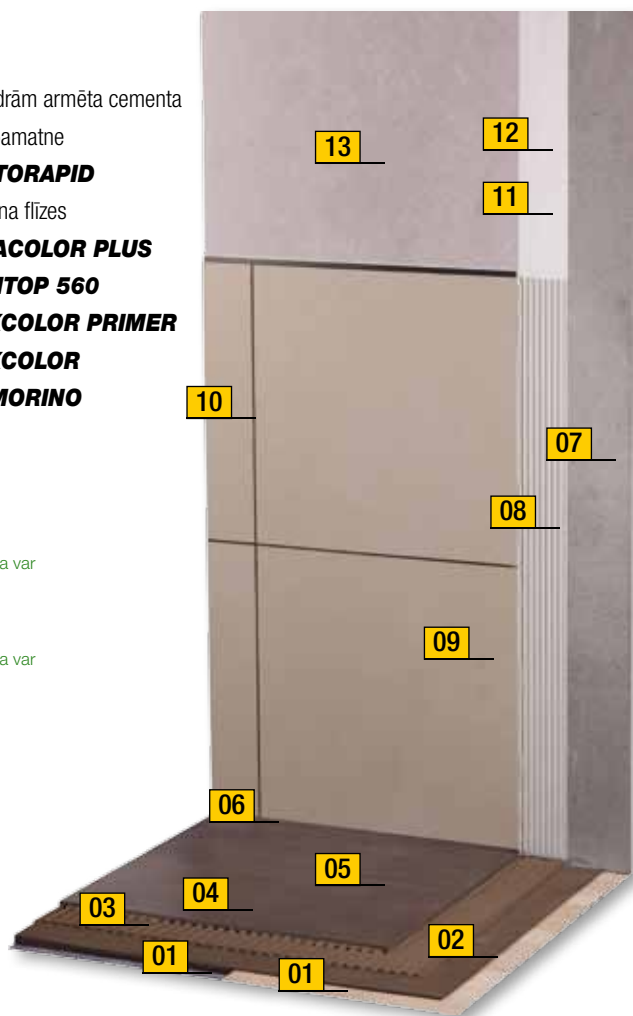 drām armēta cementa
amatne
TORAPID
na flīzes
ACOLOR PLUS
TOP 560
COLOR PRIMER
COLOR
MORINO
a var
a var
13
12
11
10
07
08
09
06
05
04
03
02
01
01